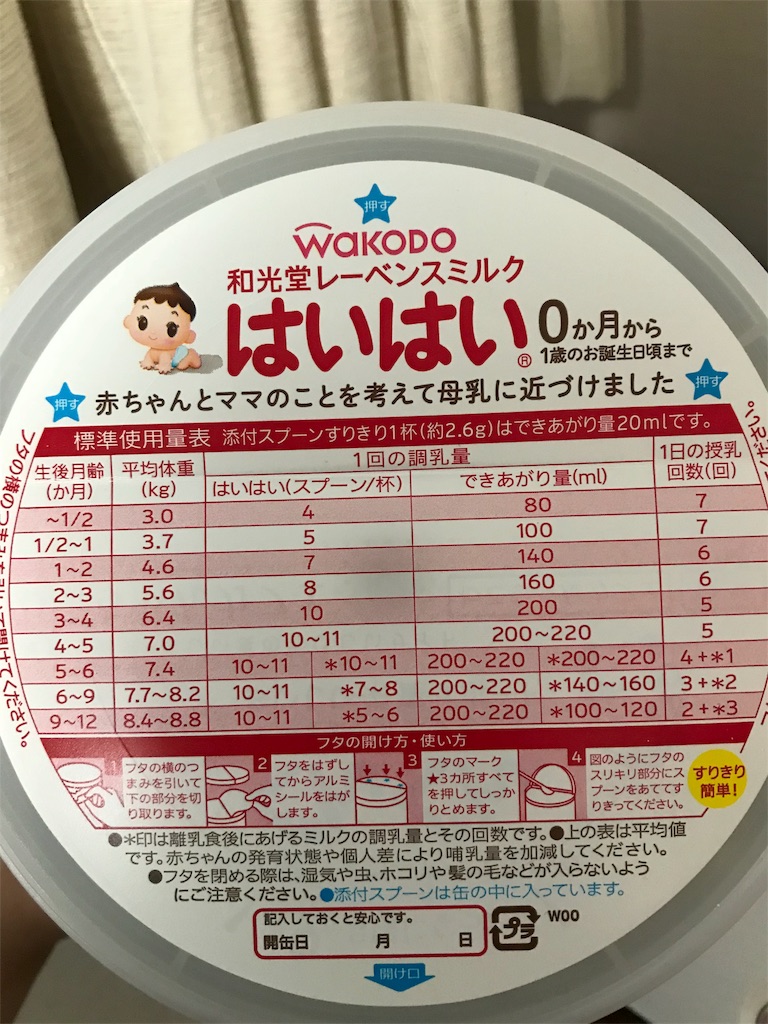 押す
WAKODO
和光堂レーベンスミルク
はいはい® 0か月から
1歳のお誕生日頃まで
押す 赤ちゃんとママのことを考えて母乳に近づけました 押す
標準使用量表 添付スプーンすりきり1杯(約2.6g)はできあがり量20mlです。
生後月齢(か月) 平均体重(kg) 1回の調乳量 1日の授乳回数(回)
はいはい(スプーン/杯) できあがり量(ml)
~1/2 3.0 4 80 7
1/2~1 3.7 5 100 7
1~2 4.6 7 140 6
2~3 5.6 8 160 6
3~4 6.4 10 200 5
4~5 7.0 10~11 200~220 5
5~6 7.4 10~11 *10~11 200~220 *200~220 4+*1
6~9 7.7~8.2 10~11 *7~8 200~220 *140~160 3+*2
9~12 8.4~8.8 10~11 *5~6 200~220 *100~120 2+*3
フタの開け方・使い方
1 フタの横のつ
まみを引いて
下の部分を切
り取ります。
2 フタをはずし
てからアルミ
シールをはが
します。
3 フタのマーク
★3カ所すべて
を押してしっか
りとめます。
4 図のようにフタの
スリキリ部分にス
プーンをあててす
りきってください。
すりきり
簡単!
●*印は離乳食後にあげるミルクの調乳量とその回数です。●上の表は平均値
です。赤ちゃんの発育状態や個人差により哺乳量を加減してください。
●フタを閉める際は、湿気や虫、ホコリや髪の毛などが入らないよう
にご注意ください。●添付スプーンは缶の中に入っています。
記入しておくと安心です。
開缶日 月 日
プラ W00
開け口